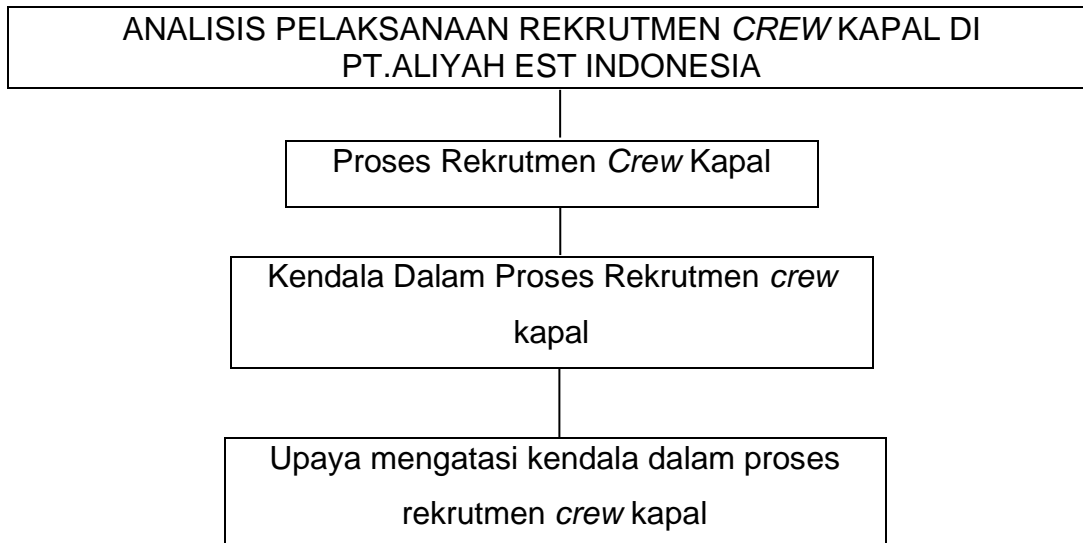 ANALISIS PELAKSANAAN REKRUTMEN CREW KAPAL DI
PT.ALIYAH EST INDONESIA
Proses Rekrutmen Crew Kapal
Kendala Dalam Proses Rekrutmen crew
kapal
Upaya mengatasi kendala dalam proses
rekrutmen crew kapal